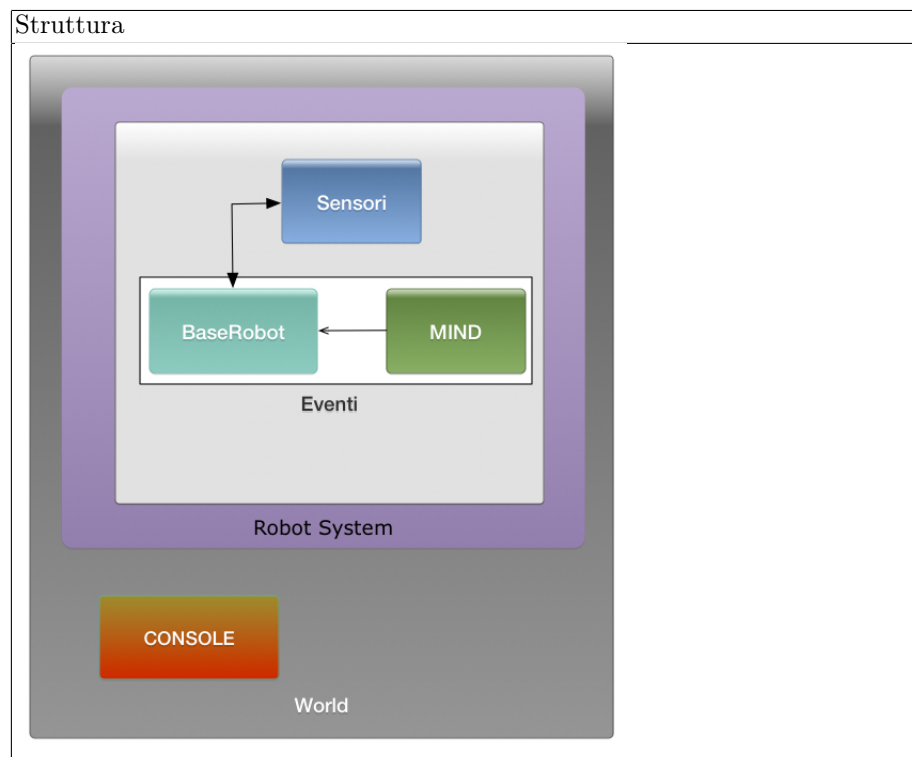 Struttura
Sensori
BaseRobot
MIND
Eventi
Robot System
CONSOLE
World